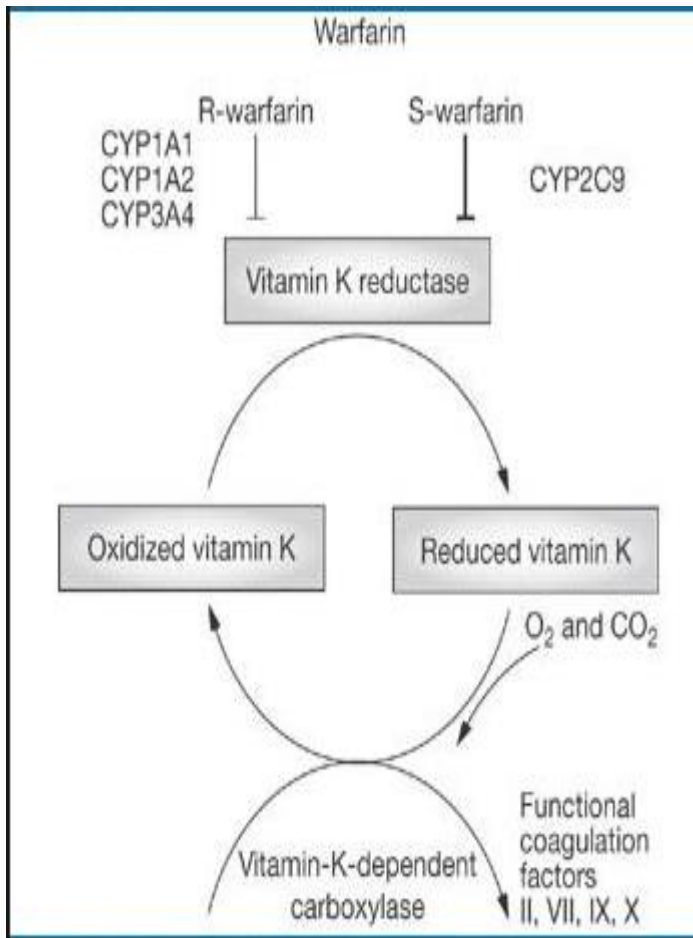 Warfarin
R-warfarin
S-warfarin
CYP1A1
CYP1A2
CYP3A4
CYP2C9
Vitamin K reductase
Oxidized vitamin K
Reduced vitamin K
O₂ and CO₂
Functional
coagulation
factors
II, VII, IX, X
Vitamin-K-dependent
carboxylase